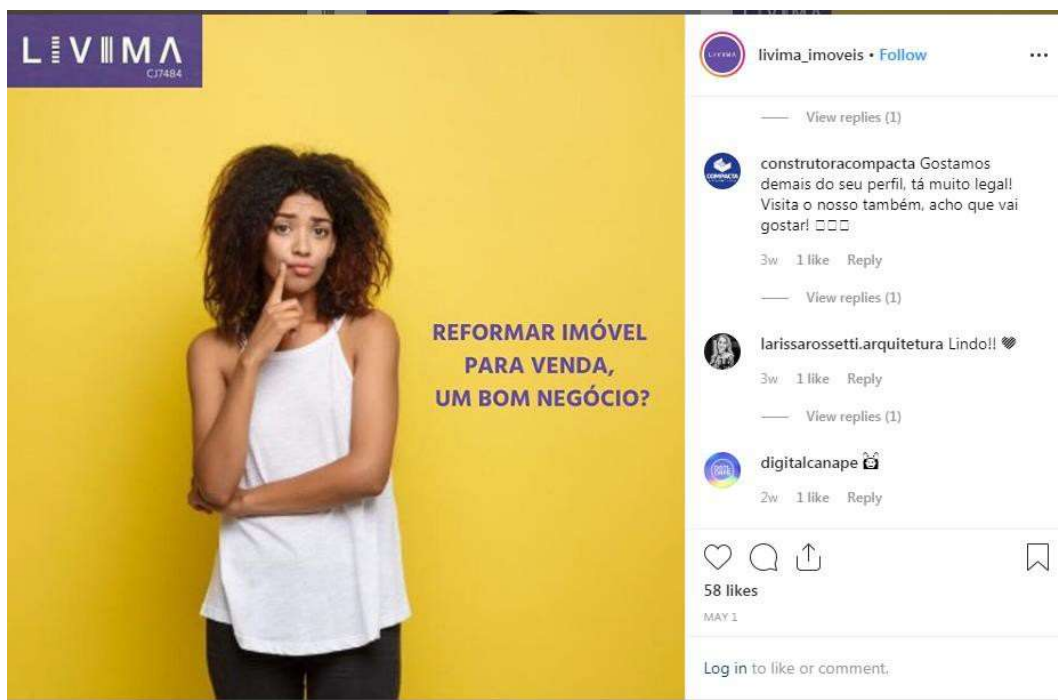 LIVIMA
CJ7484
REFORMAR IMÓVEL
PARA VENDA,
UM BOM NEGÓCIO?
livima_imoveis • Follow
View replies (1)
construtoracompacta Gostamos
demais do seu perfil, tá muito legal!
Visita o nosso também, acho que vai
gostar! □□□
3w 1 like Reply
View replies (1)
larissarossetti.arquitetura Lindo!!
3w 1 like Reply
View replies (1)
digitalcanape
2w 1 like Reply
58 likes
MAY 1
Log in to like or comment.